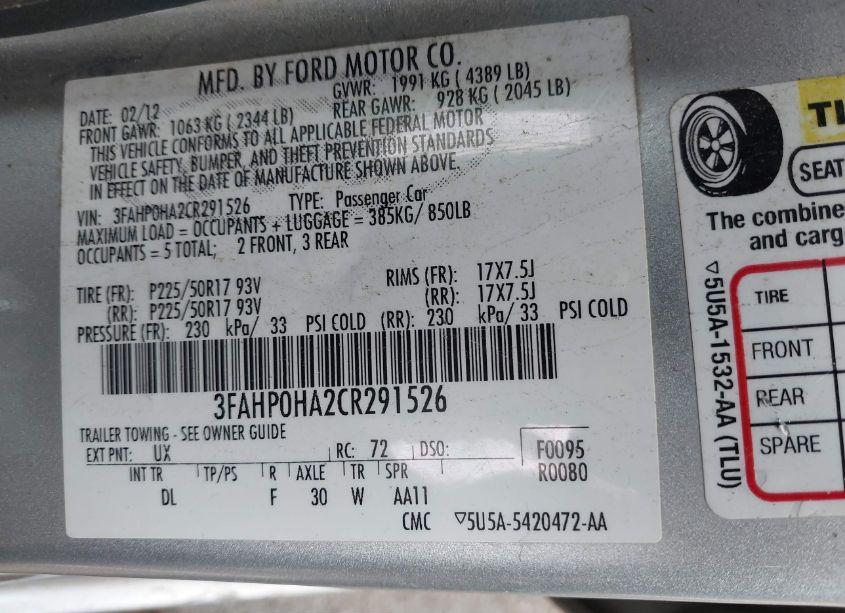 MFD. BY FORD MOTOR CO.
DATE: 02/12 GVWR: 1991 KG ( 4389 LB)
FRONT GAWR: 1063 KG ( 2344 LB) REAR GAWR: 928 KG ( 2045 LB)
THIS VEHICLE CONFORMS TO ALL APPLICABLE FEDERAL MOTOR
VEHICLE SAFETY, BUMPER, AND THEFT PREVENTION STANDARDS
IN EFFECT ON THE DATE OF MANUFACTURE SHOWN ABOVE.
VIN: 3FAHP0HA2CR291526 TYPE: Passenger Car
MAXIMUM LOAD = OCCUPANTS + LUGGAGE = 385KG/ 850LB
OCCUPANTS = 5 TOTAL; 2 FRONT, 3 REAR
TIRE (FR): P225/50R17 93V RIMS (FR): 17X7.5J
(RR): P225/50R17 93V (RR): 17X7.5J
PRESSURE (FR): 230 kPa/ 33 PSI COLD (RR): 230 kPa/ 33 PSI COLD
3FAHP0HA2CR291526
TRAILER TOWING - SEE OWNER GUIDE
EXT PNT: UX RC: 72 DSO: F0095
R0080
INT TR TP/PS R AXLE TR SPR
DL F 30 W AA11
CMC ▽5U5A-5420472-AA
TI
SEAT
The combine
and carg
TIRE
FRONT
REAR
SPARE
▽5U5A-1532-AA (TLU)